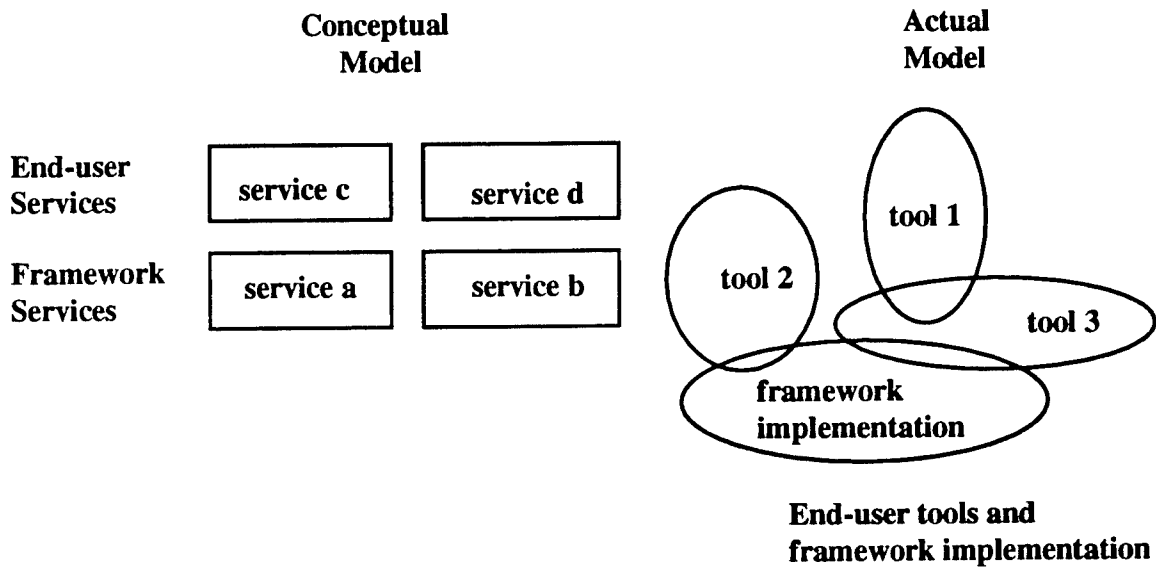 Conceptual
Model
Actual
Model
End-user
Services
service c
service d
Framework
Services
service a
service b
tool 1
tool 2
tool 3
framework
implementation
End-user tools and
framework implementation